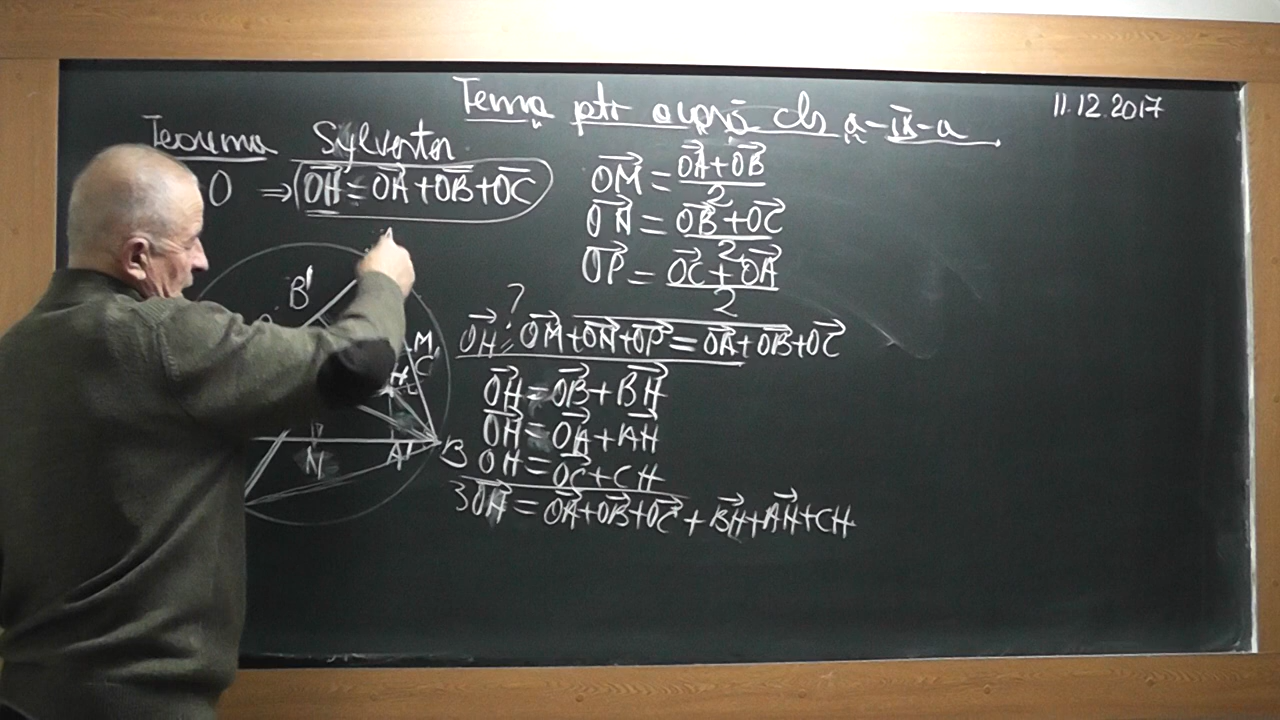 Tema ptr cls a-IX-a
11.12.2017
Teorema Sylvester
O ⇒ OH = OA + OB + OC
OM = (OA + OB)/2
ON = (OB + OC)/2
OP = (OC + OA)/2
OH ?= OM + ON + OP = OA + OB + OC
OH = OB + BH
OH = OA + AH
OH = OC + CH
3OH = OA + OB + OC + BH + AH + CH
B'
M
C'
H
B
N
A'